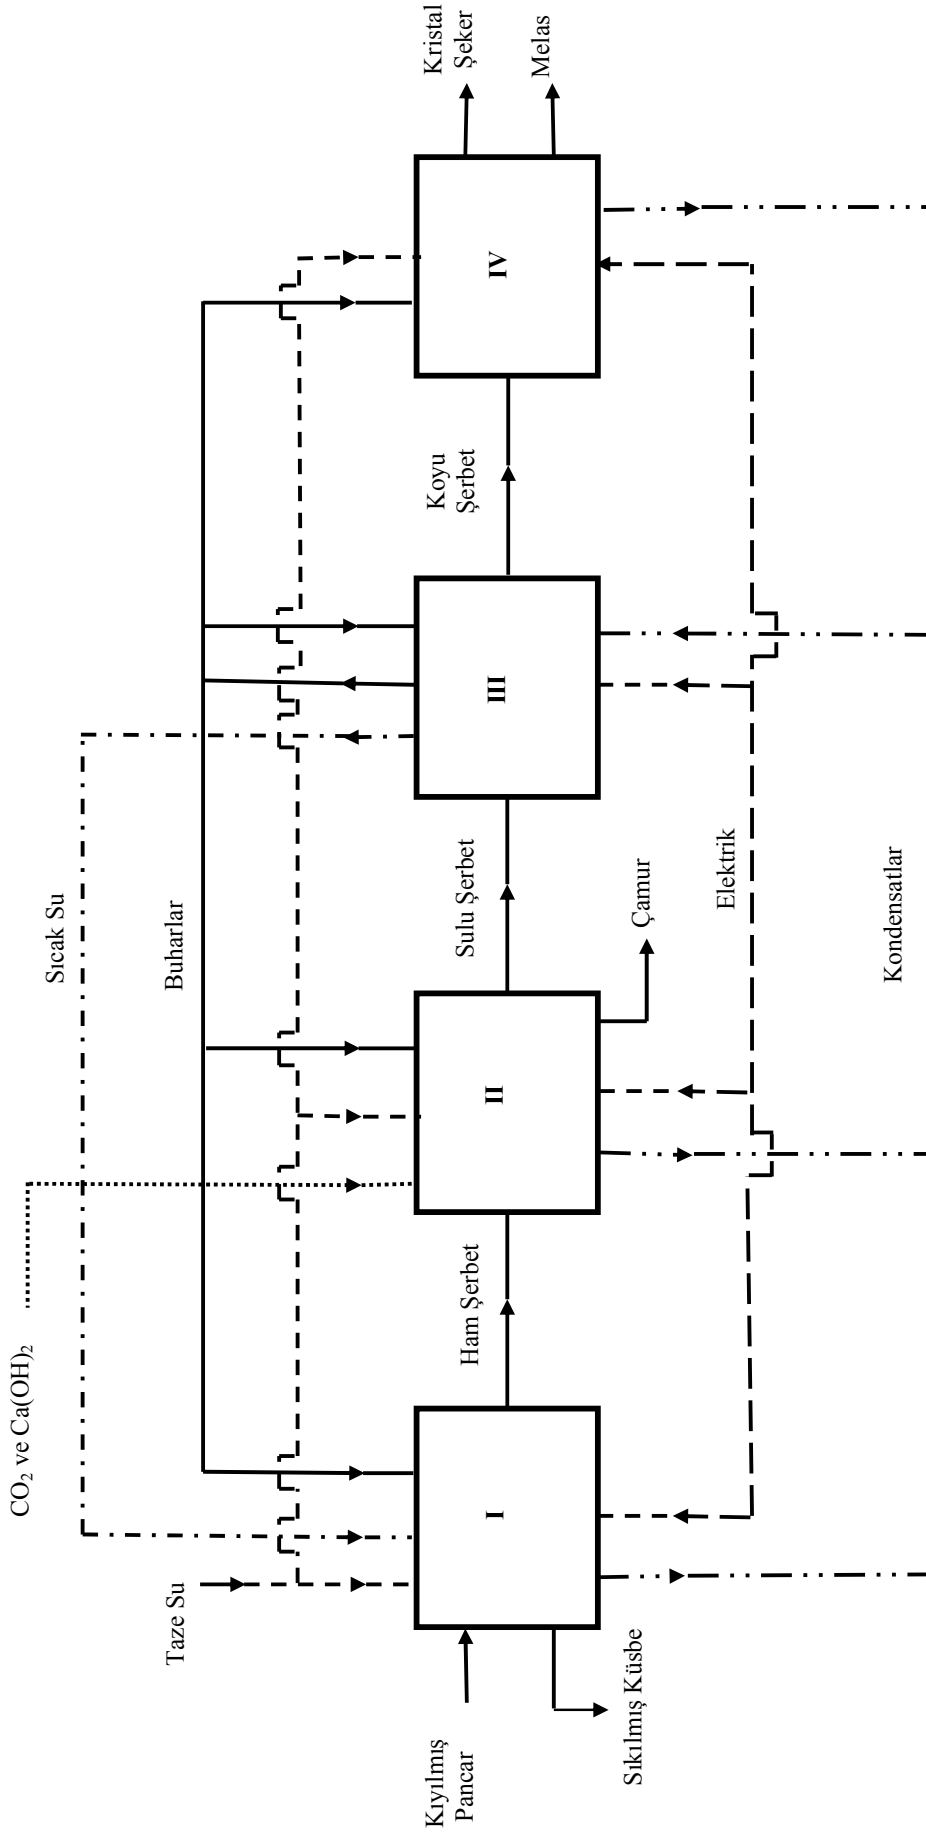 CO2 ve Ca(OH)2
Sıcak Su
Taze Su
Buharlar
Kıyılmış
Pancar
Sıkılmış Küsbe
I
Ham Şerbet
II
Çamur
Sulu Şerbet
III
Koyu
Şerbet
IV
Kristal
Şeker
Melas
Elektrik
Kondensatlar